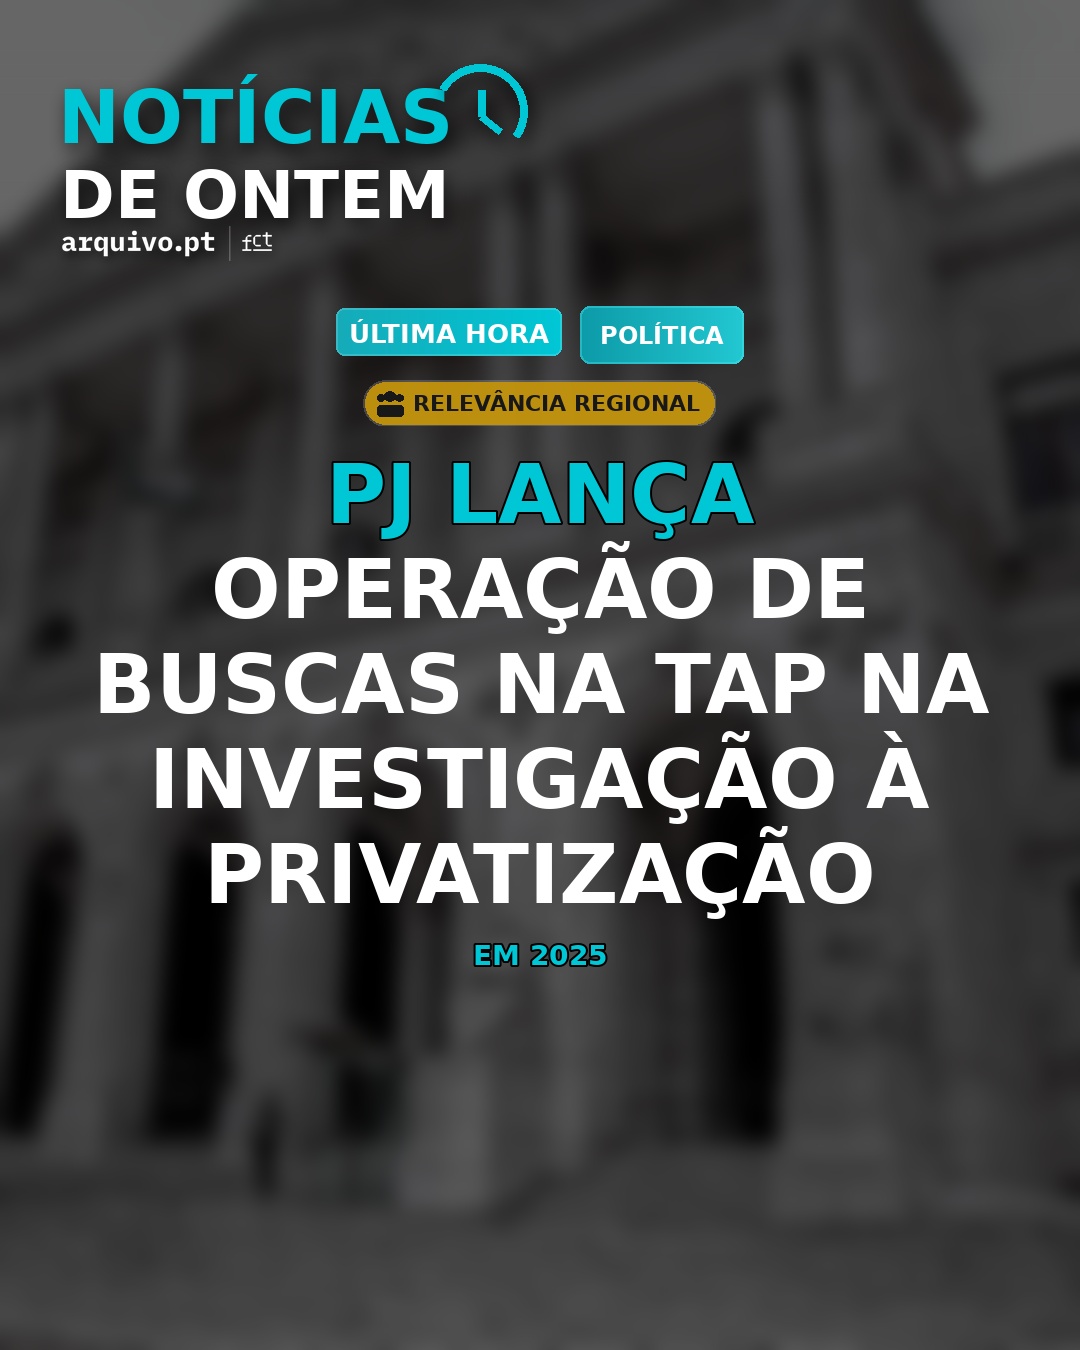 NOTÍCIAS
DE ONTEM
arquivo.pt fct
ÚLTIMA HORA POLÍTICA
RELEVÂNCIA REGIONAL
PJ LANÇA
OPERAÇÃO DE
BUSCAS NA TAP NA
INVESTIGAÇÃO À
PRIVATIZAÇÃO
EM 2025